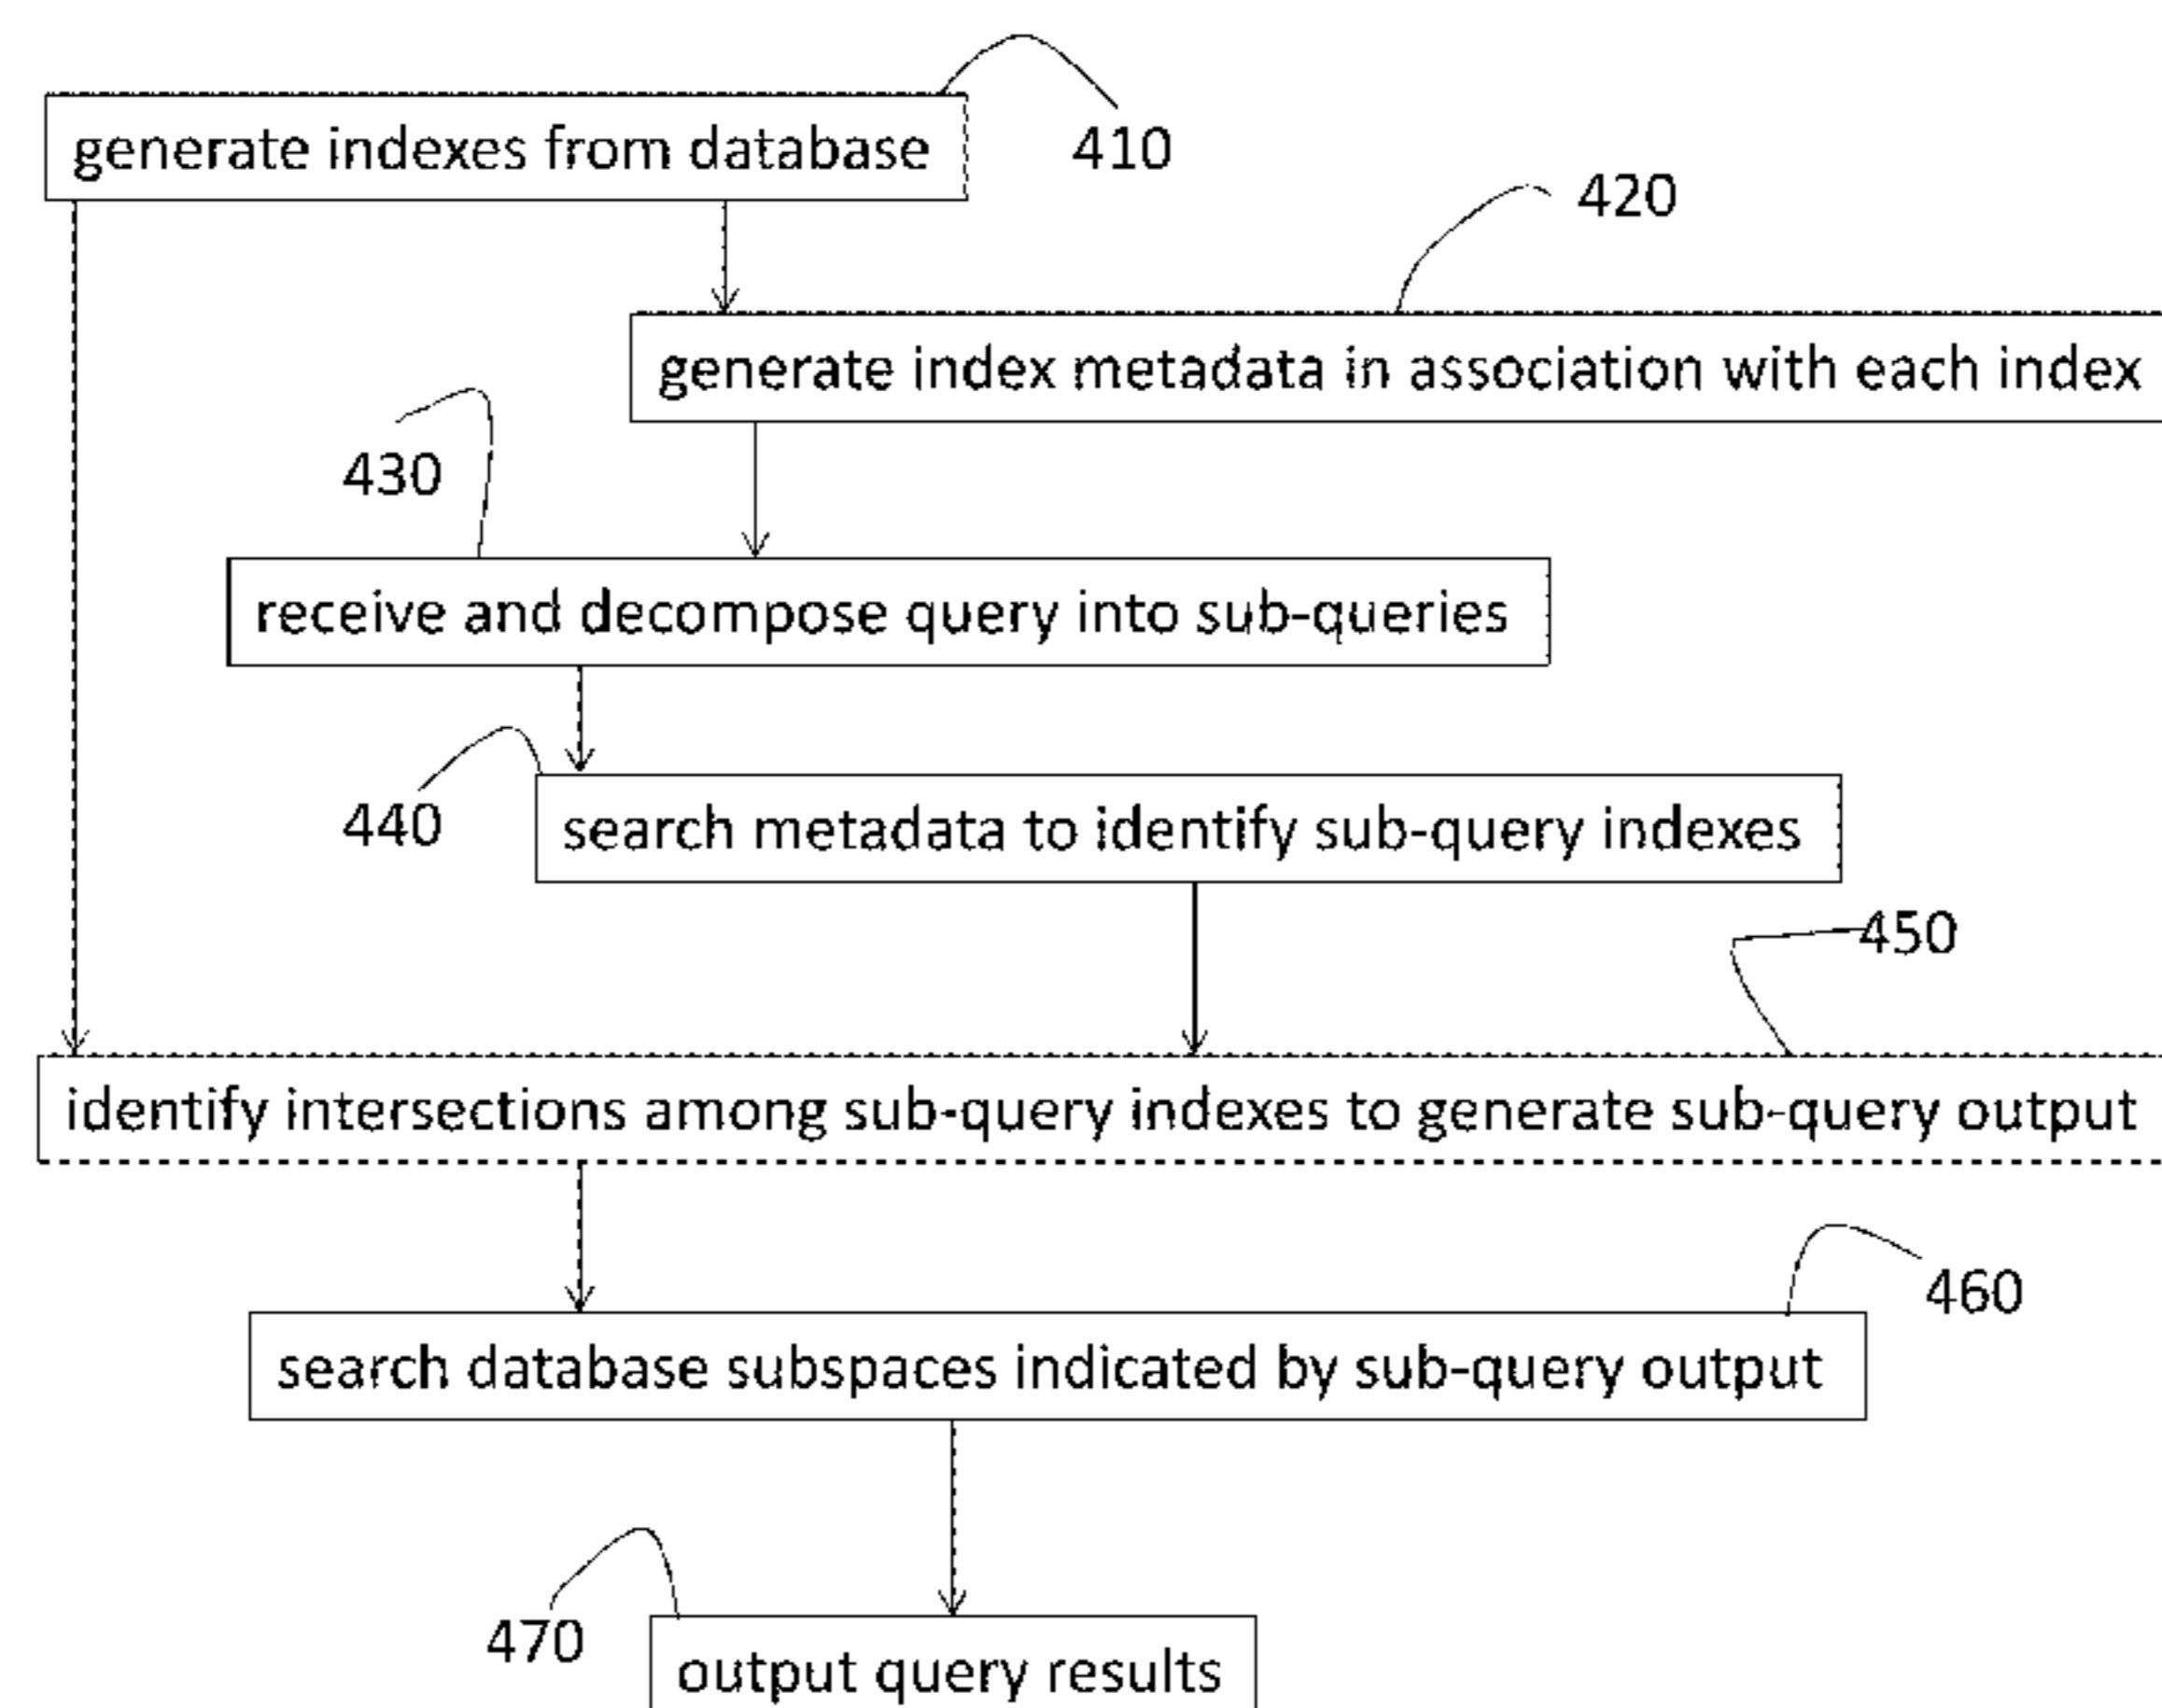 generate indexes from database
410
420
generate index metadata in association with each index
430
receive and decompose query into sub-queries
440
search metadata to identify sub-query indexes
450
identify intersections among sub-query indexes to generate sub-query output
460
search database subspaces indicated by sub-query output
470
output query results